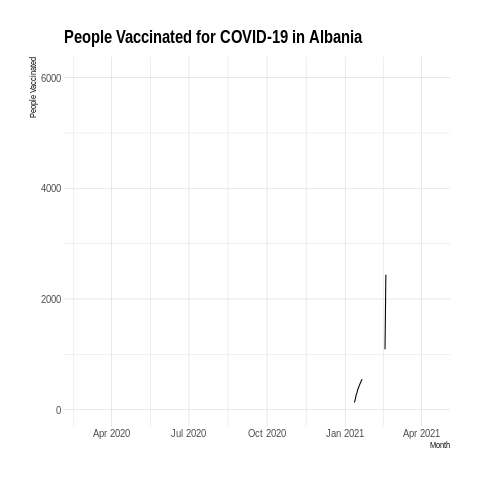 People Vaccinated for COVID-19 in Albania
People Vaccinated
6000
4000
2000
0
Apr 2020 Jul 2020 Oct 2020 Jan 2021 Apr 2021
Month